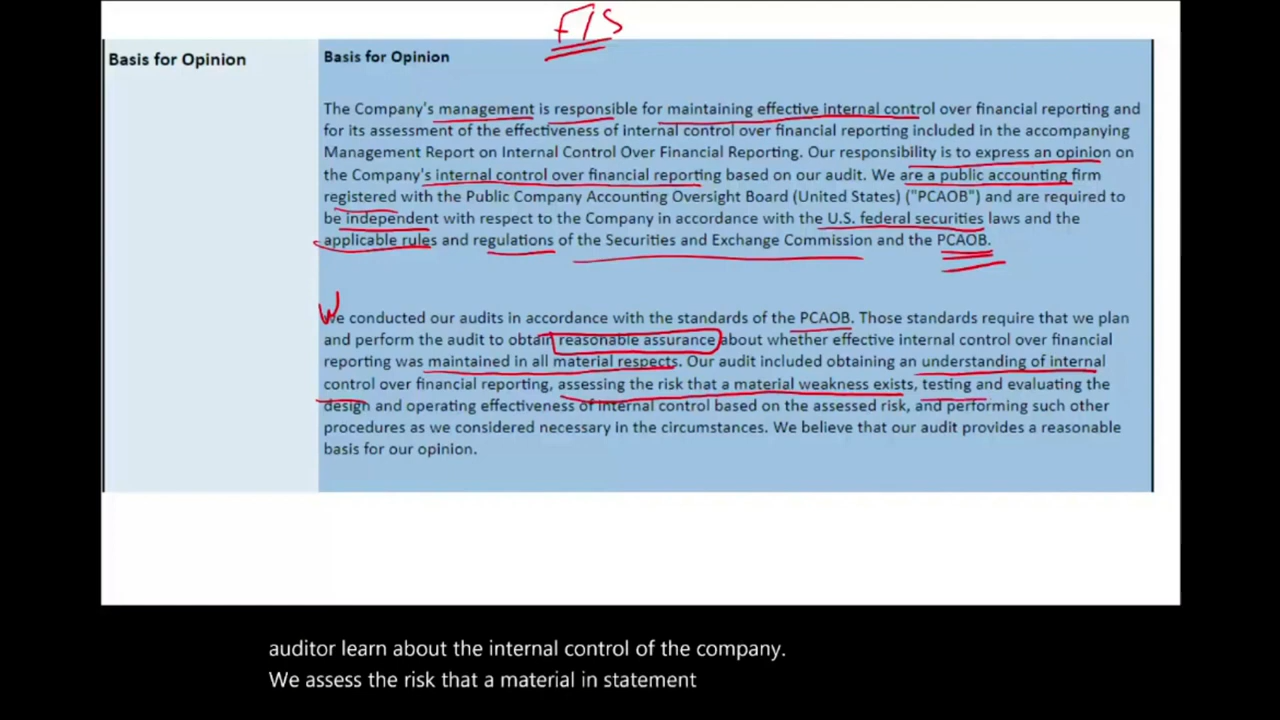 F/S
Basis for Opinion
Basis for Opinion
The Company's management is responsible for maintaining effective internal control over financial reporting and
for its assessment of the effectiveness of internal control over financial reporting included in the accompanying
Management Report on Internal Control Over Financial Reporting. Our responsibility is to express an opinion on
the Company's internal control over financial reporting based on our audit. We are a public accounting firm
registered with the Public Company Accounting Oversight Board (United States) ("PCAOB") and are required to
be independent with respect to the Company in accordance with the U.S. federal securities laws and the
applicable rules and regulations of the Securities and Exchange Commission and the PCAOB.
We conducted our audits in accordance with the standards of the PCAOB. Those standards require that we plan
and perform the audit to obtain reasonable assurance about whether effective internal control over financial
reporting was maintained in all material respects. Our audit included obtaining an understanding of internal
control over financial reporting, assessing the risk that a material weakness exists, testing and evaluating the
design and operating effectiveness of internal control based on the assessed risk, and performing such other
procedures as we considered necessary in the circumstances. We believe that our audit provides a reasonable
basis for our opinion.
auditor learn about the internal control of the company.
We assess the risk that a material in statement